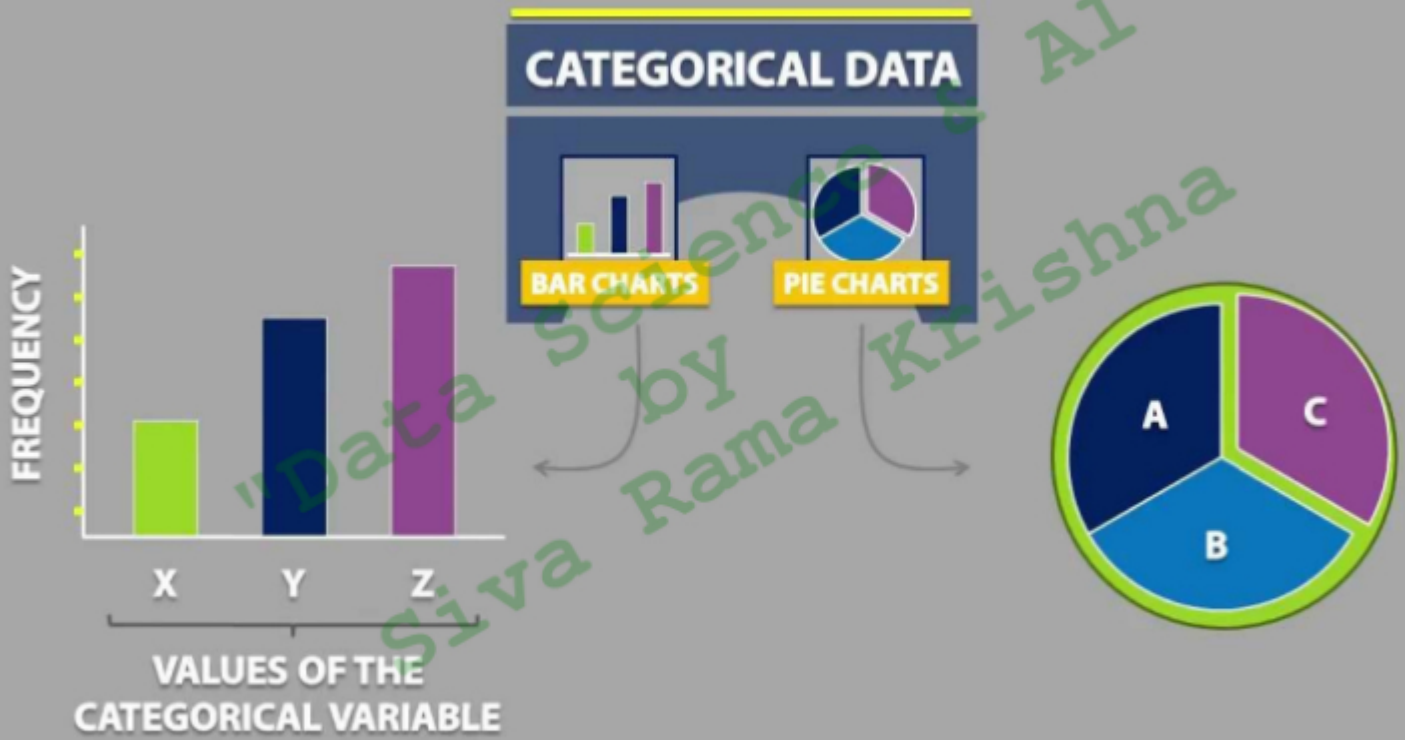 CATEGORICAL DATA
BAR CHARTS
PIE CHARTS
FREQUENCY
X Y Z
VALUES OF THE
CATEGORICAL VARIABLE
A
C
B
"Data Science & AI
by
Siva Rama Krishna